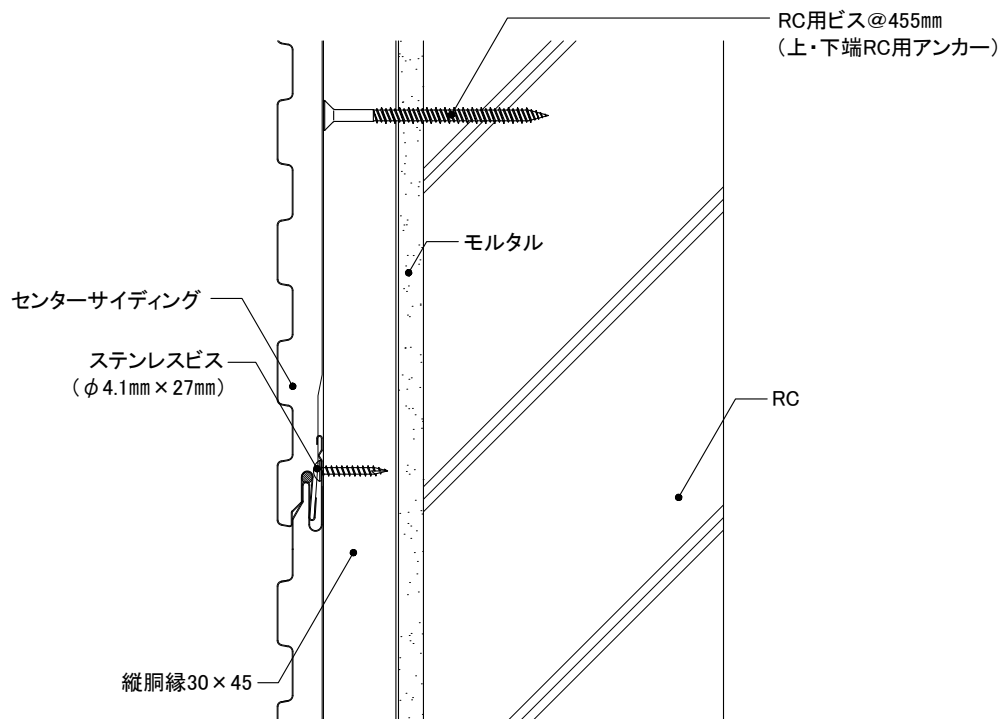 RC用ビス@455㎜
（上・下端RC用アンカー）
モルタル
センターサイディング
ステンレスビス
（φ4.1㎜×27㎜）
RC
縦胴縁30×45